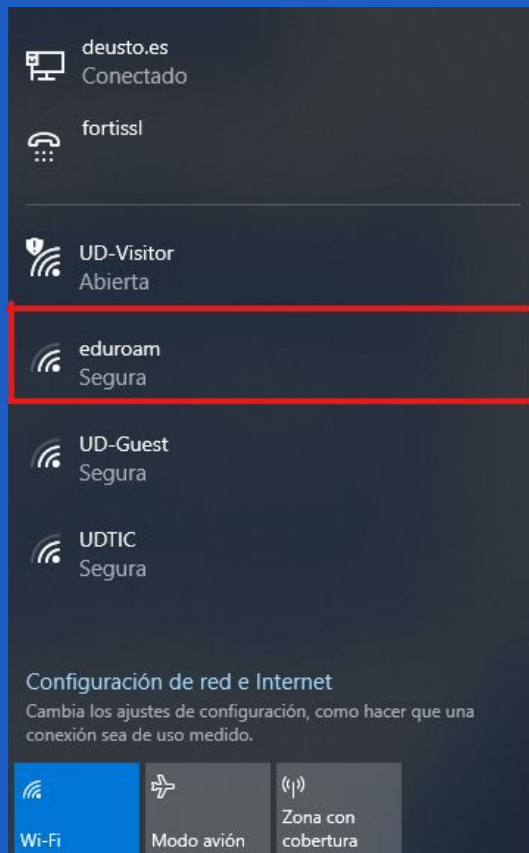 deusto.es
Conectado
fortissl
UD-Visitor
Abierta
eduroam
Segura
UD-Guest
Segura
UDTIC
Segura
Configuración de red e Internet
Cambia los ajustes de configuración, como hacer que una
conexión sea de uso medido.
Wi-Fi
Modo avión
Zona con
cobertura